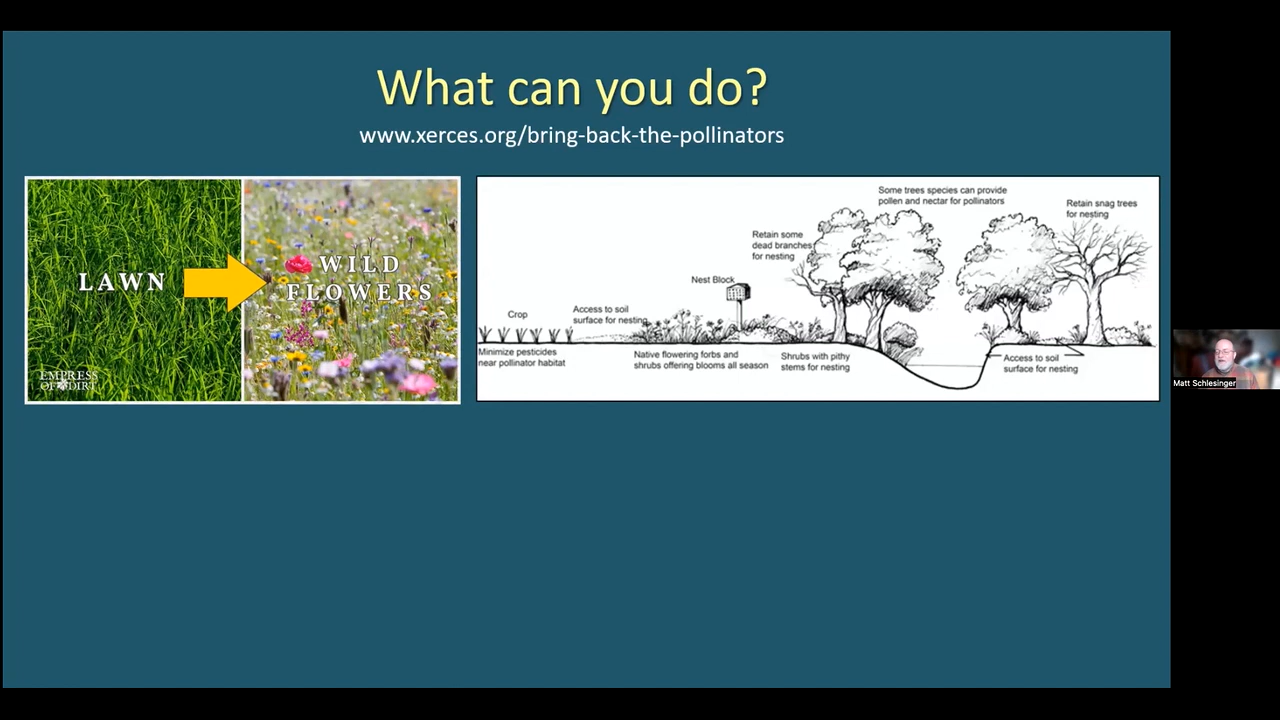 What can you do?
www.xerces.org/bring-back-the-pollinators
LAWN
WILD
FLOWERS
EMPRESS
OF DIRT
Some trees species can provide
pollen and nectar for pollinators
Retain snag trees
for nesting
Retain some
dead branches
for nesting
Nest Block
Crop
Access to soil
surface for nesting
Minimize pesticides
near pollinator habitat
Native flowering forbs and
shrubs offering blooms all season
Shrubs with pithy
stems for nesting
Access to soil
surface for nesting
Matt Schlesinger